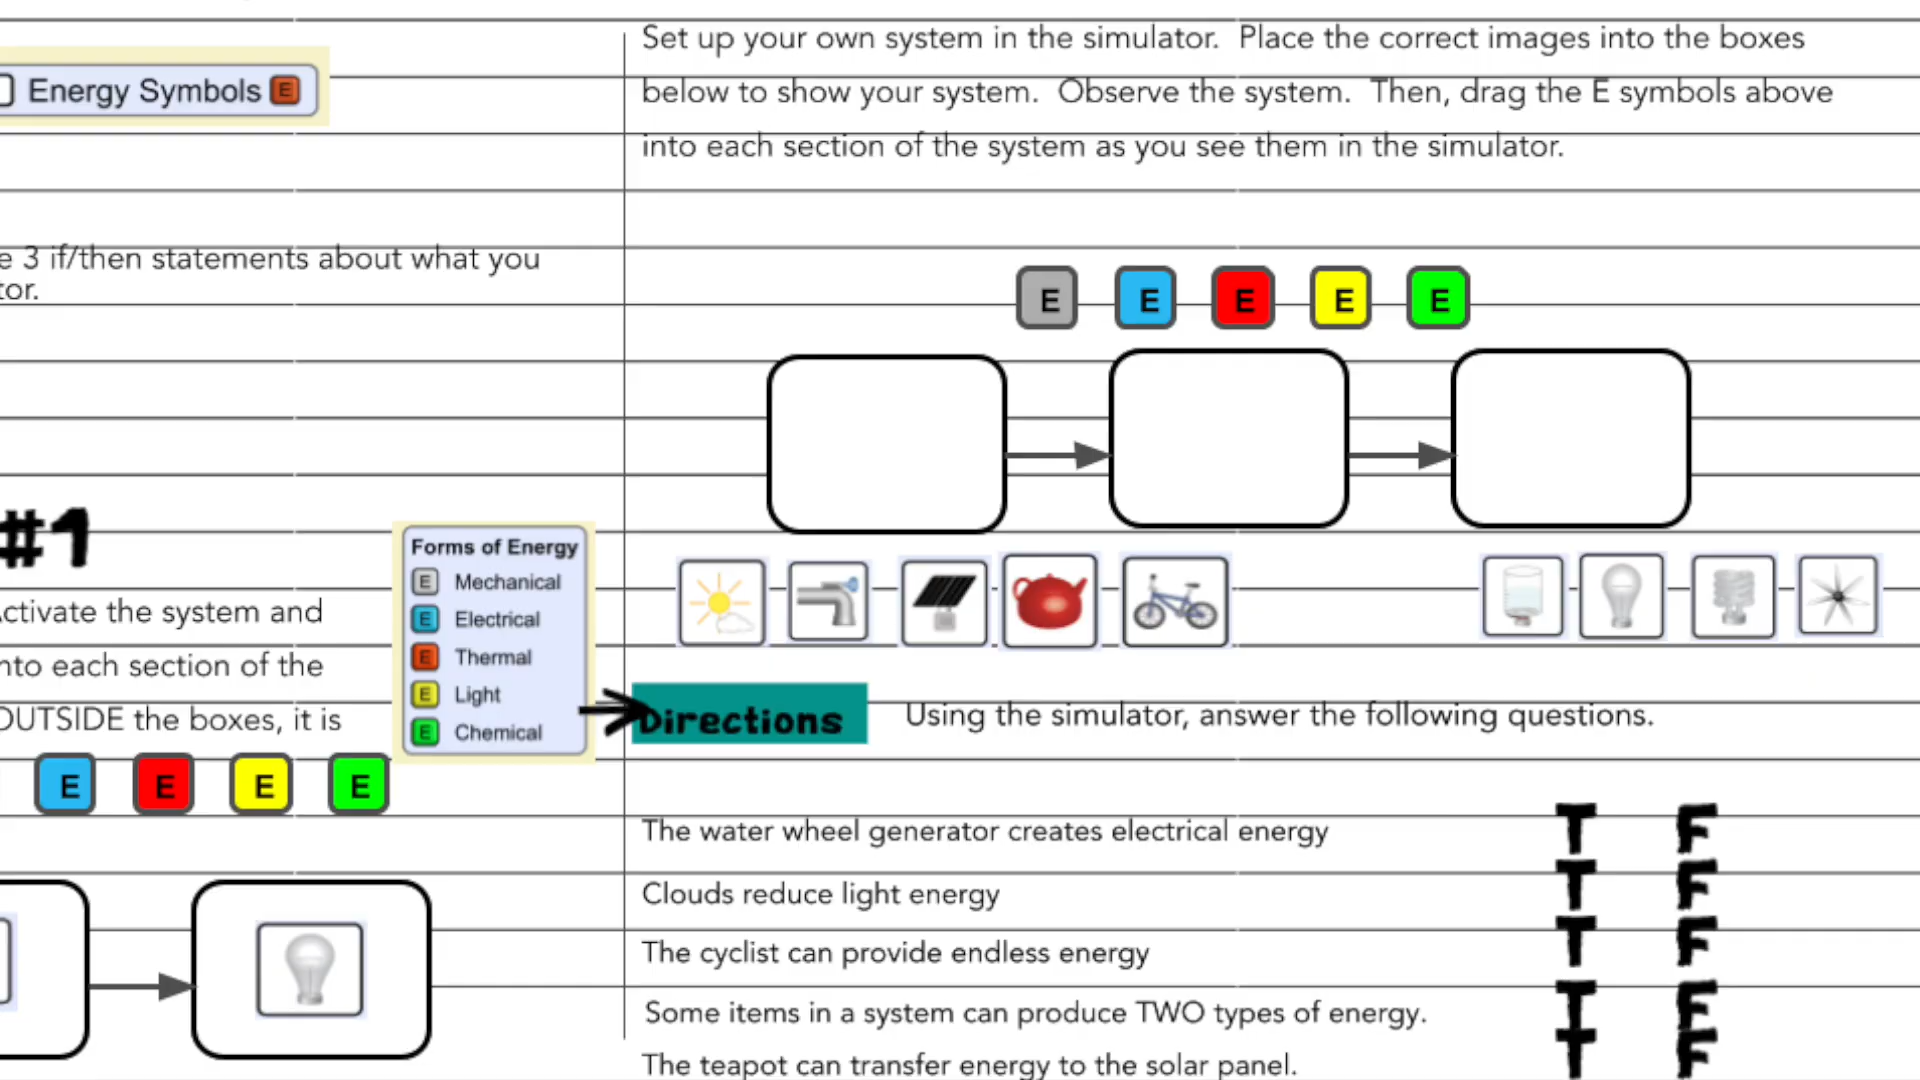 Energy Symbols E
e 3 if/then statements about what you
tor.
#1
Activate the system and
into each section of the
OUTSIDE the boxes, it is
Forms of Energy
E Mechanical
E Electrical
E Thermal
E Light
E Chemical
E E E E
Set up your own system in the simulator. Place the correct images into the boxes
below to show your system. Observe the system. Then, drag the E symbols above
into each section of the system as you see them in the simulator.
E E E E E
Directions Using the simulator, answer the following questions.
The water wheel generator creates electrical energy T F
Clouds reduce light energy T F
The cyclist can provide endless energy T F
Some items in a system can produce TWO types of energy. T F
The teapot can transfer energy to the solar panel. T F